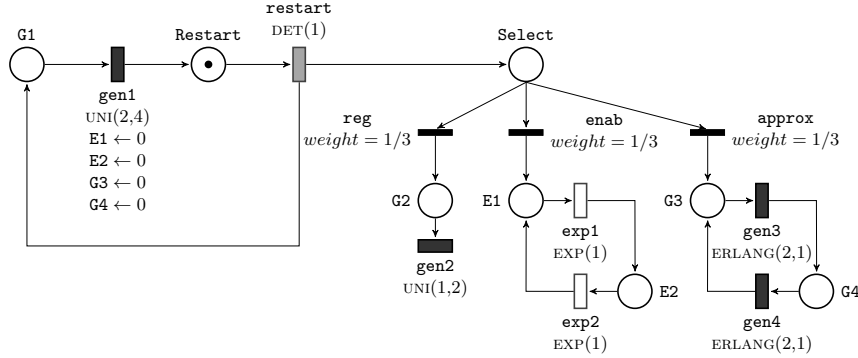 restart
DET(1)
G1
Restart
Select
gen1
UNI(2,4)
E1 ← 0
E2 ← 0
G3 ← 0
G4 ← 0
reg
weight = 1/3
enab
weight = 1/3
approx
weight = 1/3
G2
E1
G3
gen2
UNI(1,2)
exp1
EXP(1)
gen3
ERLANG(2,1)
E2
G4
exp2
EXP(1)
gen4
ERLANG(2,1)